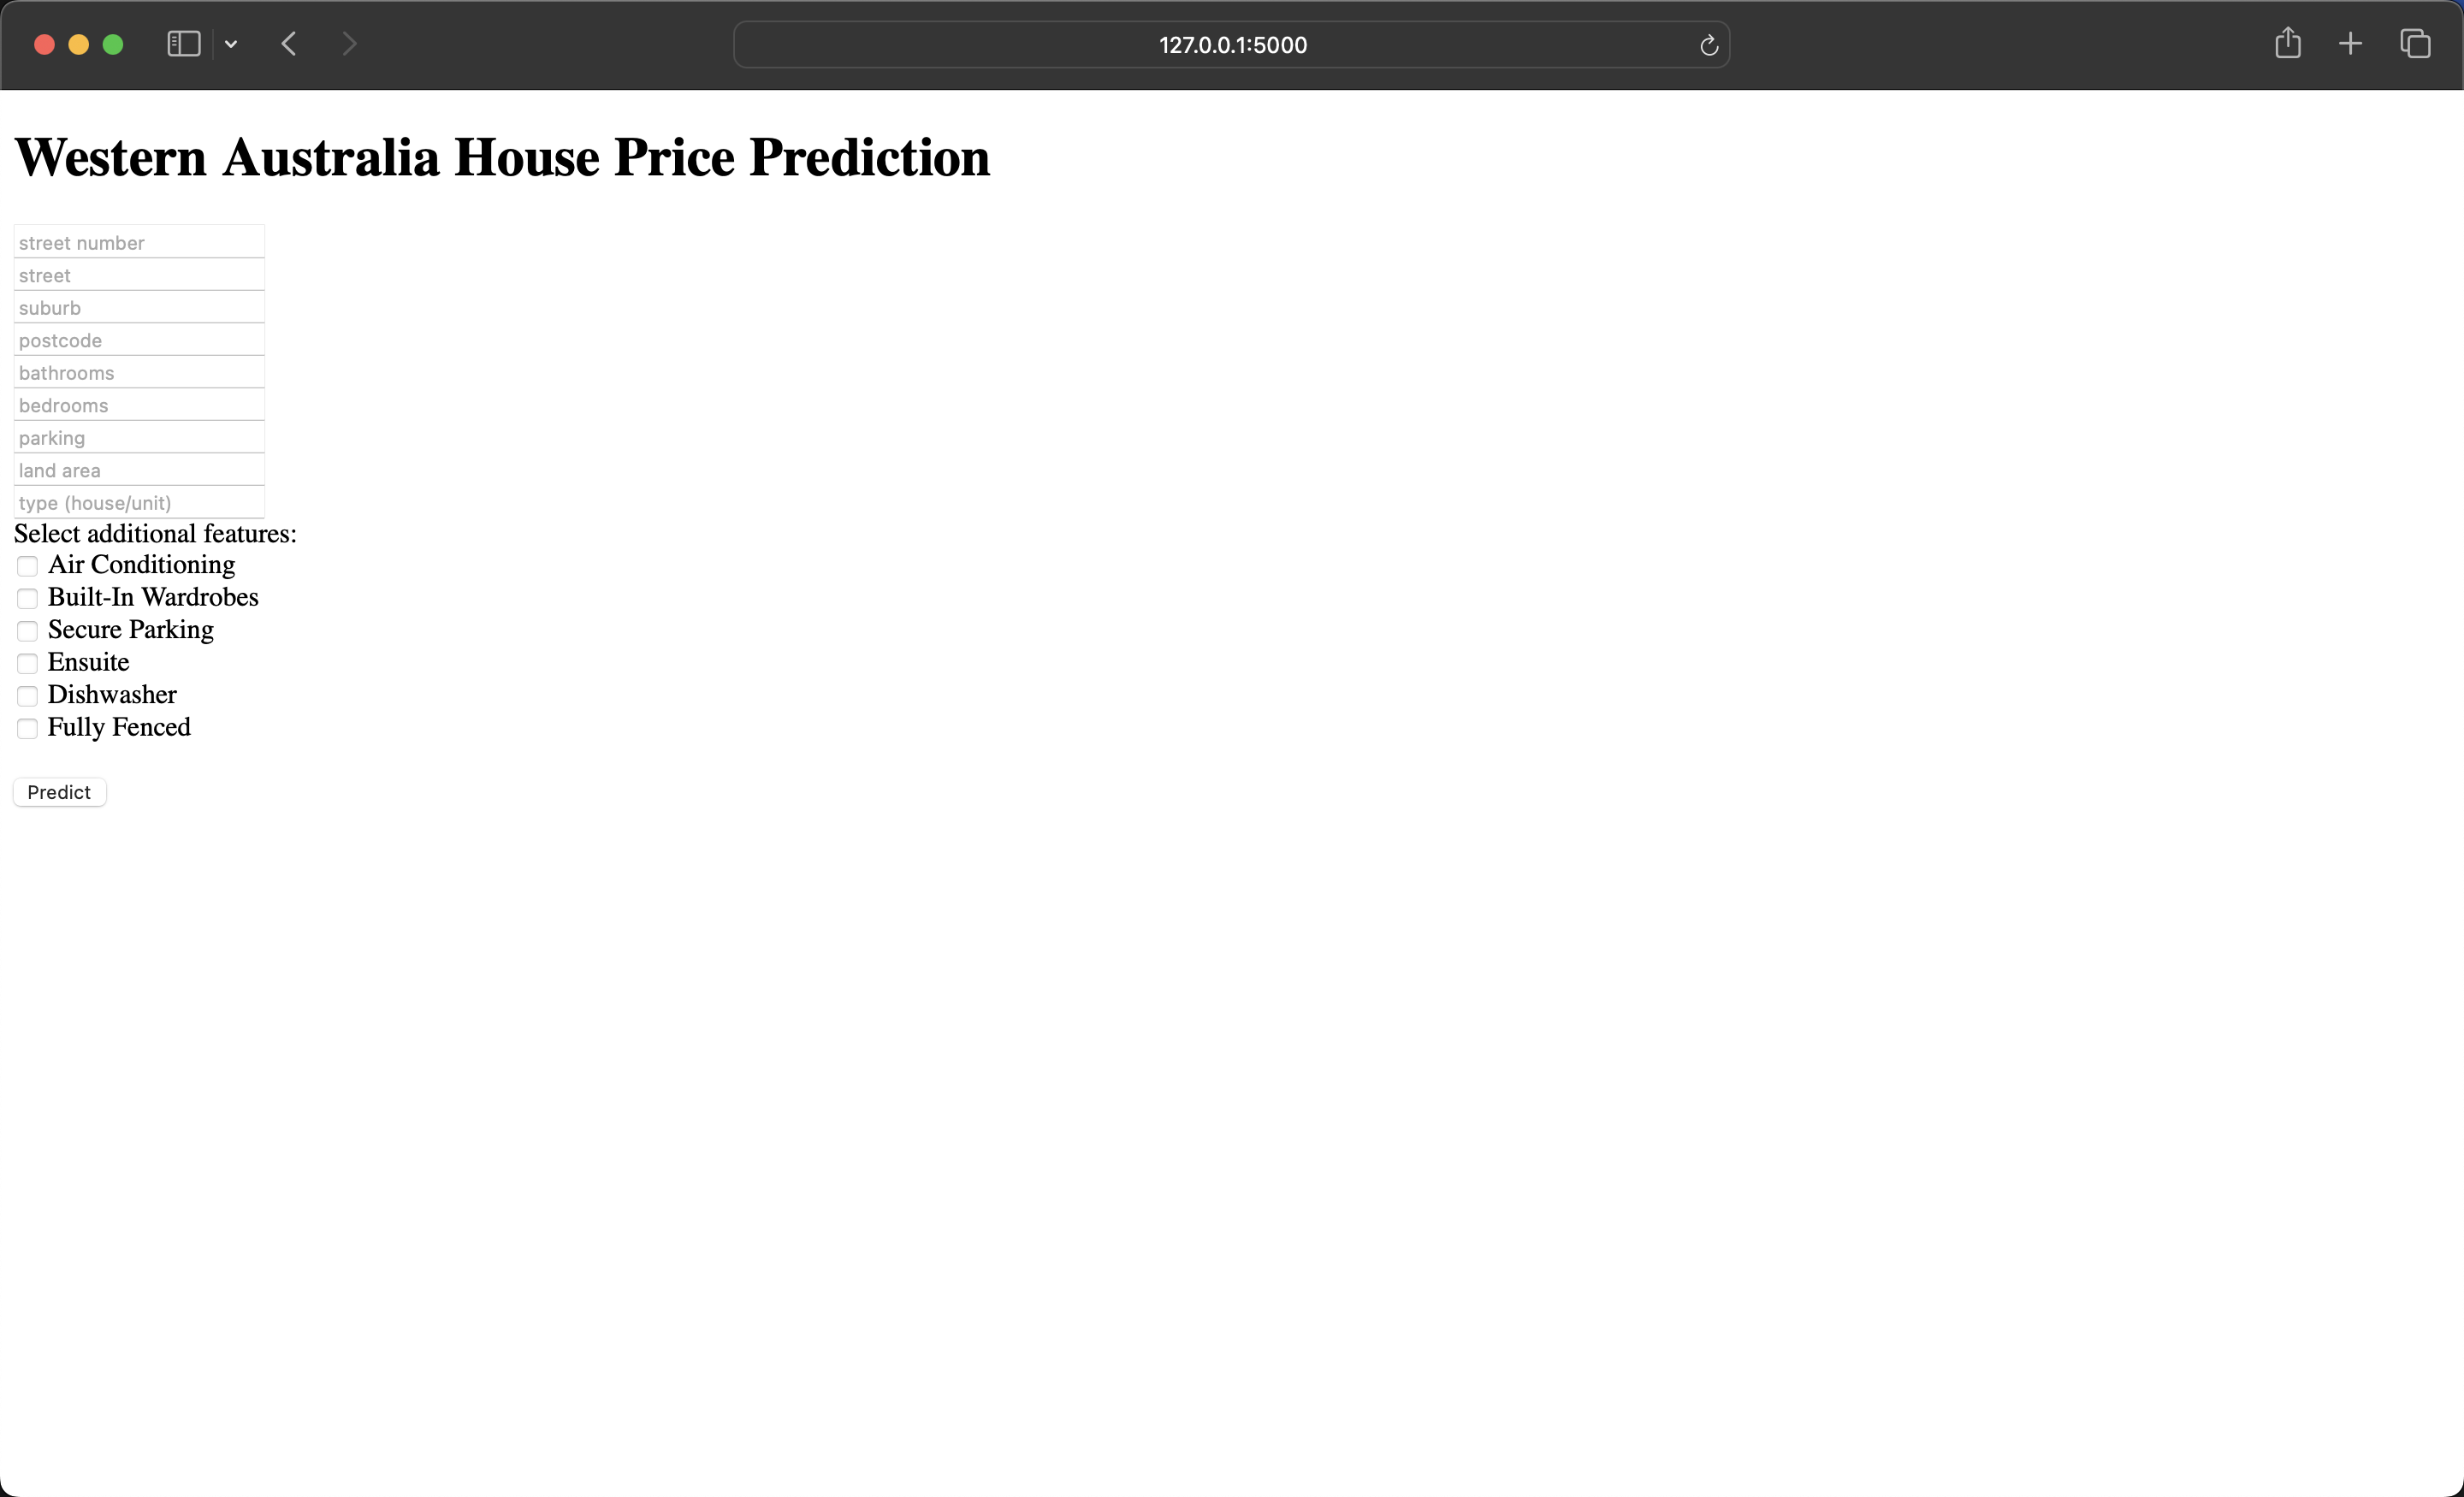 127.0.0.1:5000
Western Australia House Price Prediction
street number
street
suburb
postcode
bathrooms
bedrooms
parking
land area
type (house/unit)
Select additional features:
Air Conditioning
Built-In Wardrobes
Secure Parking
Ensuite
Dishwasher
Fully Fenced
Predict